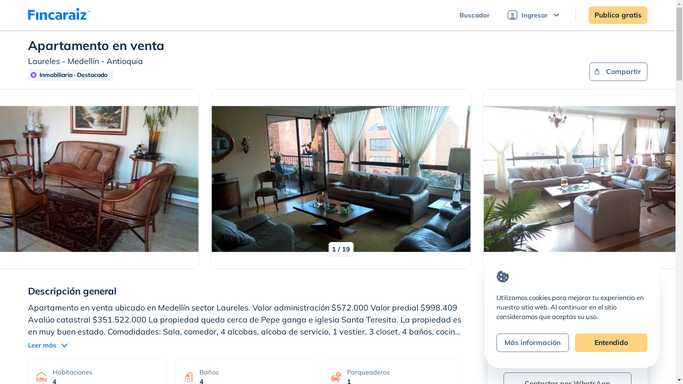 Fincaraiz
Buscador
Ingresar
Publica gratis
Apartamento en venta
Laureles - Medellín - Antioquia
Inmobiliaria · Destacado
Compartir
1 / 19
Descripción general
Apartamento en venta ubicado en Medellín sector Laureles. Valor administración $572.000 Valor predial $998.409
Avalúo catastral $351.522.000 La propiedad queda cerca de Pepe ganga e iglesia Santa Teresita. La propiedad es
en muy buen estado. Comodidades: Sala, comedor, 4 alcobas, alcoba de servicio, 1 vestier, 3 closet, 4 baños, cocin...
Leer más
Habitaciones
4
Baños
4
Parqueaderos
1
Utilizamos cookies para mejorar tu experiencia en
nuestro sitio web. Al continuar en el sitio
consideramos que aceptas su uso.
Más información
Entendido
Contactar por WhatsApp